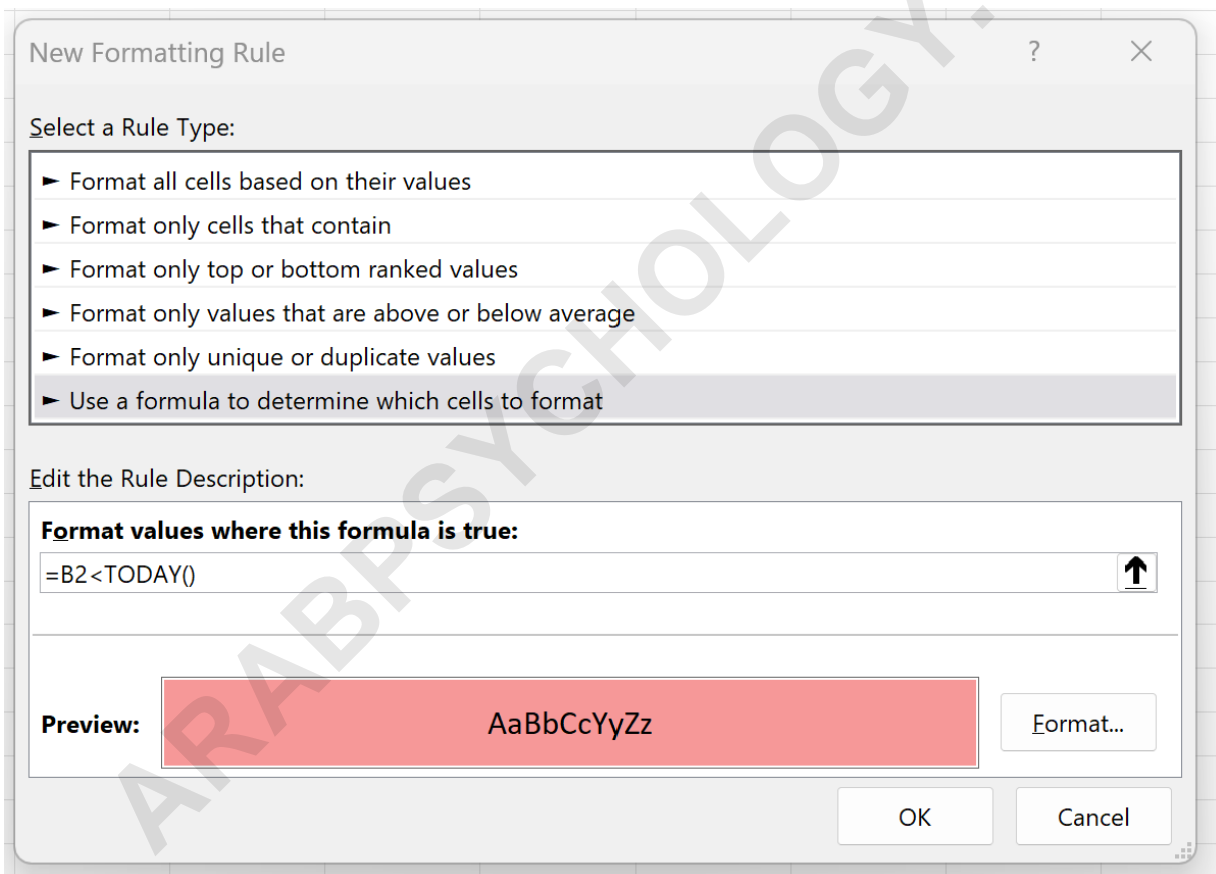 New Formatting Rule ?
Select a Rule Type:
► Format all cells based on their values
► Format only cells that contain
► Format only top or bottom ranked values
► Format only values that are above or below average
► Format only unique or duplicate values
► Use a formula to determine which cells to format
Edit the Rule Description:
Format values where this formula is true:
=B2<TODAY()
Preview: AaBbCcYyZz Format...
OK Cancel
ARABPSYCHOLOGY.